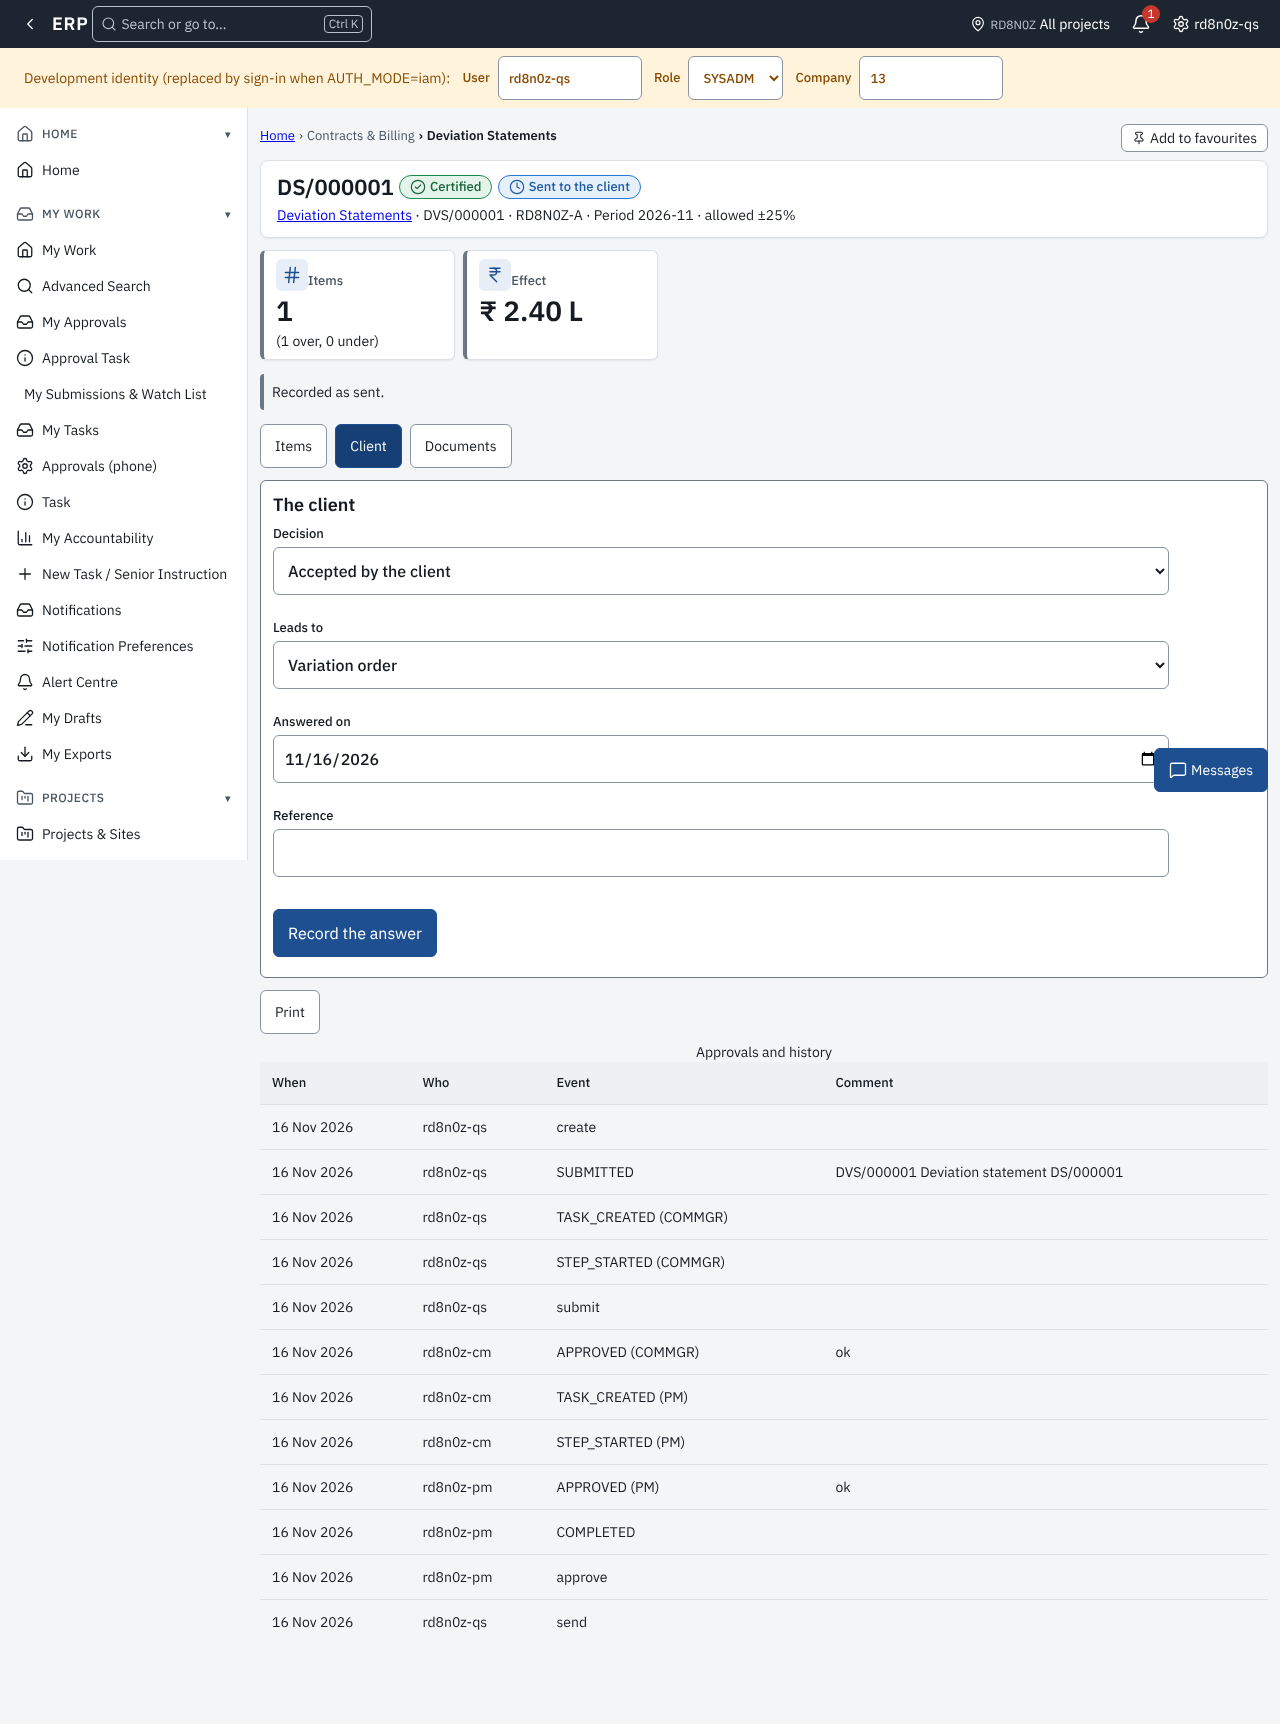 ERP
Search or go to...
Ctrl K
RD8N0Z All projects
1
rd8n0z-qs
Development identity (replaced by sign-in when AUTH_MODE=iam):
User
rd8n0z-qs
Role
SYSADM
Company
13
HOME
Home
MY WORK
My Work
Advanced Search
My Approvals
Approval Task
My Submissions & Watch List
My Tasks
Approvals (phone)
Task
My Accountability
New Task / Senior Instruction
Notifications
Notification Preferences
Alert Centre
My Drafts
My Exports
PROJECTS
Projects & Sites
Home › Contracts & Billing › Deviation Statements
Add to favourites
DS/000001 Certified Sent to the client
Deviation Statements · DVS/000001 · RD8N0Z-A · Period 2026-11 · allowed ±25%
Items
1
(1 over, 0 under)
Effect
₹ 2.40 L
Recorded as sent.
Items
Client
Documents
The client
Decision
Accepted by the client
Leads to
Variation order
Answered on
11/16/2026
Messages
Reference
Record the answer
Print
Approvals and history
When Who Event Comment
16 Nov 2026 rd8n0z-qs create
16 Nov 2026 rd8n0z-qs SUBMITTED DVS/000001 Deviation statement DS/000001
16 Nov 2026 rd8n0z-qs TASK_CREATED (COMMGR)
16 Nov 2026 rd8n0z-qs STEP_STARTED (COMMGR)
16 Nov 2026 rd8n0z-qs submit
16 Nov 2026 rd8n0z-cm APPROVED (COMMGR) ok
16 Nov 2026 rd8n0z-cm TASK_CREATED (PM)
16 Nov 2026 rd8n0z-cm STEP_STARTED (PM)
16 Nov 2026 rd8n0z-pm APPROVED (PM) ok
16 Nov 2026 rd8n0z-pm COMPLETED
16 Nov 2026 rd8n0z-pm approve
16 Nov 2026 rd8n0z-qs send